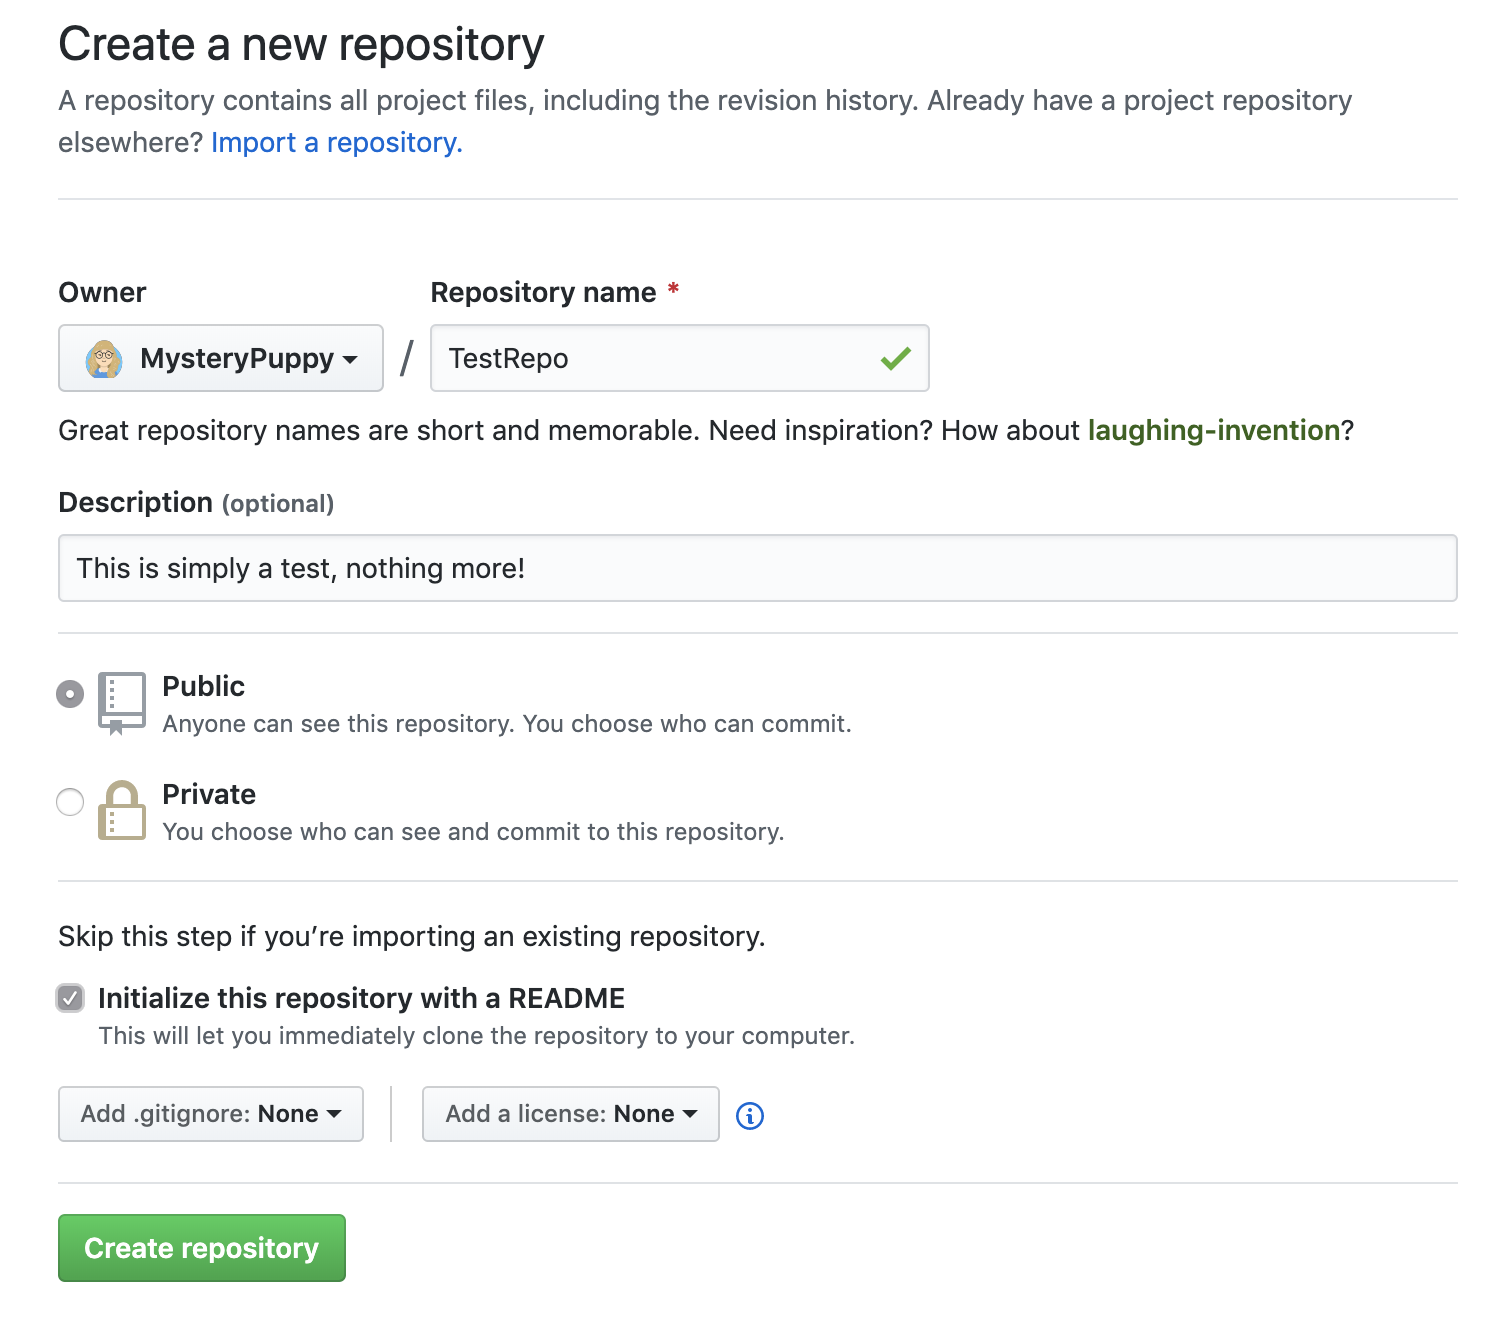 Create a new repository
A repository contains all project files, including the revision history. Already have a project repository
elsewhere? Import a repository.
Owner
Repository name *
MysteryPuppy / TestRepo
Great repository names are short and memorable. Need inspiration? How about laughing-invention?
Description (optional)
This is simply a test, nothing more!
Public
Anyone can see this repository. You choose who can commit.
Private
You choose who can see and commit to this repository.
Skip this step if you’re importing an existing repository.
Initialize this repository with a README
This will let you immediately clone the repository to your computer.
Add .gitignore: None
Add a license: None
Create repository